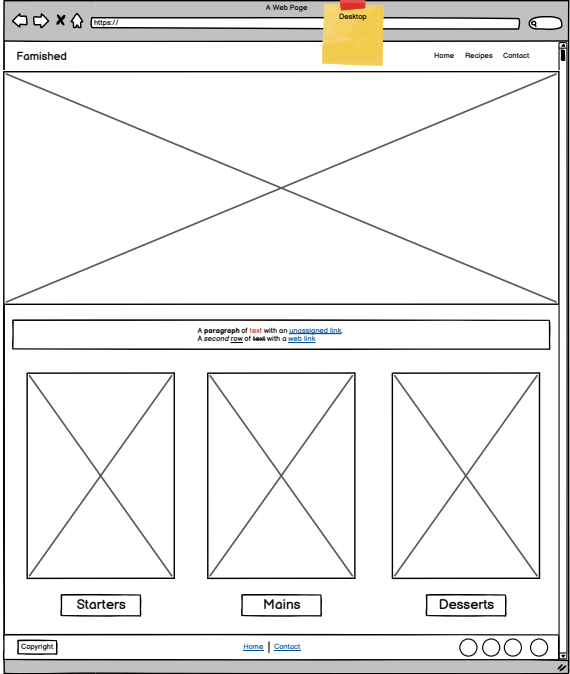 A Web Page
https://
Desktop
Famished
Home Recipes Contact
A paragraph of text with an unassigned link.
A second row of text with a web link
Starters
Mains
Desserts
Copyright
Home | Contact